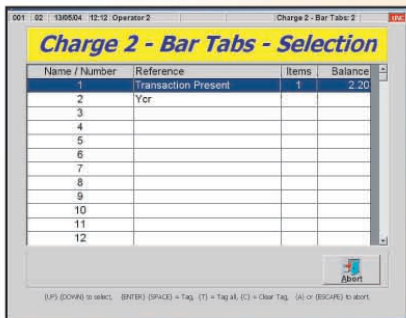 001 02 13/05/04 12:12 Operator 2 Charge 2 - Bar Tabs: 2 UNC
Charge 2 - Bar Tabs - Selection
Name / Number Reference Items Balance
1 Transaction Present 1 2.20
2 Ycr
3
4
5
6
7
8
9
10
11
12
Abort
(UP) (DOWN) to select, (ENTER) (SPACE) = Tag, (T) = Tag all, (C) = Clear Tag, (A) or (ESCAPE) to abort.